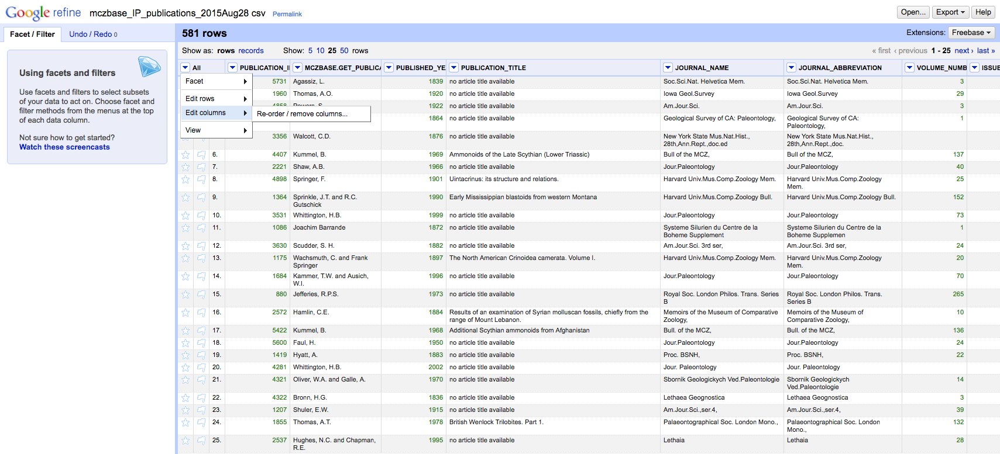 Google refine mczbase_IP_publications_2015Aug28 csv Permalink Open... Export Help
Facet / Filter Undo / Redo 0 581 rows Extensions: Freebase
Show as: rows records Show: 5 10 25 50 rows « first ‹ previous 1 - 25 next › last »
Using facets and filters
Use facets and filters to select subsets
of your data to act on. Choose facet and
filter methods from the menus at the top
of each data column.
Not sure how to get started?
Watch these screencasts
All PUBLICATION_I MCZBASE.GET_PUBLICA PUBLISHED_YE PUBLICATION_TITLE JOURNAL_NAME JOURNAL_ABBREVIATION VOLUME_NUMB ISSUE
Facet
Edit rows
Edit columns
View
Re-order / remove columns...
5731 Agassiz, L. 1839 no article title available Soc.Sci.Nat. Helvetica Mem. Soc.Sci.Nat. Helvetica Mem. 3
1960 Thomas, A.O. 1920 no article title available Iowa Geol.Survey Iowa Geol.Survey 29
1922 no article title available Am.Jour.Sci. Am.Jour.Sci. 3
1864 no article title available Geological Survey of CA: Paleontology, Geological Survey of CA: 1
Paleontology,
3356 Walcott, C.D. 1876 no article title available New York State Mus.Nat.Hist., New York State Mus.Nat.Hist.,
28th,Ann.Rept.,doc.ed 28th,Ann.Rept.,doc.
6. 4407 Kummel, B. 1969 Ammonoids of the Late Scythian (Lower Triassic) Bull of the MCZ, Bull of the MCZ, 137
7. 2221 Shaw, A.B. 1966 no article title available Jour.Paleontology Jour.Paleontology 40
8. 4898 Springer, F. 1901 Uintacrinus: its structure and relations. Harvard Univ.Mus.Comp.Zoology Mem. Harvard Univ.Mus.Comp.Zoology 25
Mem.
9. 1364 Sprinkle, J.T. and R.C. 1990 Early Mississippian blastoids from western Montana Harvard Univ.Mus.Comp.Zoology Bull. Harvard Univ.Mus.Comp.Zoology Bull. 152
Gutschick
10. 3531 Whittington, H.B. 1999 no article title available Jour.Paleontology Jour.Paleontology 73
11. 1086 Joachim Barrande 1872 no article title available Systeme Silurien du Centre de la Systeme Silurien du Centre de la 1
Boheme Supplement Boheme Supplemen
12. 3630 Scudder, S. H. 1882 no article title available Am.Jour.Sci. 3rd ser, Am.Jour.Sci. 3rd ser, 24
13. 1175 Wachsmuth, C. and Frank 1897 The North American Crinoidea camerata. Volume I. Harvard Univ.Mus.Comp.Zoology Mem. Harvard Univ.Mus.Comp.Zoology 20
Springer Mem.
14. 1684 Kammer, T.W. and Ausich, 1996 no article title available Jour.Paleontology Jour.Paleontology 70
W.I.
15. 880 Jefferies, R.P.S. 1973 no article title available Royal Soc. London Philos. Trans. Series Royal Soc. London Philos. Trans. 265
B Series B
16. 2572 Hamlin, C.E. 1884 Results of an examination of Syrian molluscan fossils, chiefly from the Memoirs of the Museum of Comparative Memoirs of the Museum of 10
range of Mount Lebanon. Zoology, Comparative Zoology,
17. 5422 Kummel, B. 1968 Additional Scythian ammonoids from Afghanistan Bull. of the MCZ, Bull. of the MCZ, 136
18. 5600 Faul, H. 1950 no article title available Jour.Paleontology Jour.Paleontology 24
19. 1419 Hyatt, A. 1883 no article title available Proc. BSNH, Proc. BSNH, 22
20. 4281 Whittington, H.B. 2002 no article title available Jour. Paleontology Jour. Paleontology
21. 4321 Oliver, W.A. and Galle, A. 1970 no article title available Sbornik Geologickych Ved.Paleontologie Sbornik Geologickych 14
Ved.Paleontologie
22. 4322 Bronn, H.G. 1836 no article title available Lethaea Geognostica Lethaea Geognostica 3
23. 1207 Shuler, E.W. 1915 no article title available Am.Jour.Sci.,ser.4, Am.Jour.Sci.,ser.4, 39
24. 1855 Thomas, A.T. 1978 British Wenlock Trilobites. Part 1. Palaeontographical Soc. London Mono., Palaeontographical Soc. London 132
Mono.,
25. 2537 Hughes, N.C. and Chapman, 1995 no article title available Lethaia Lethaia 28
R.E.